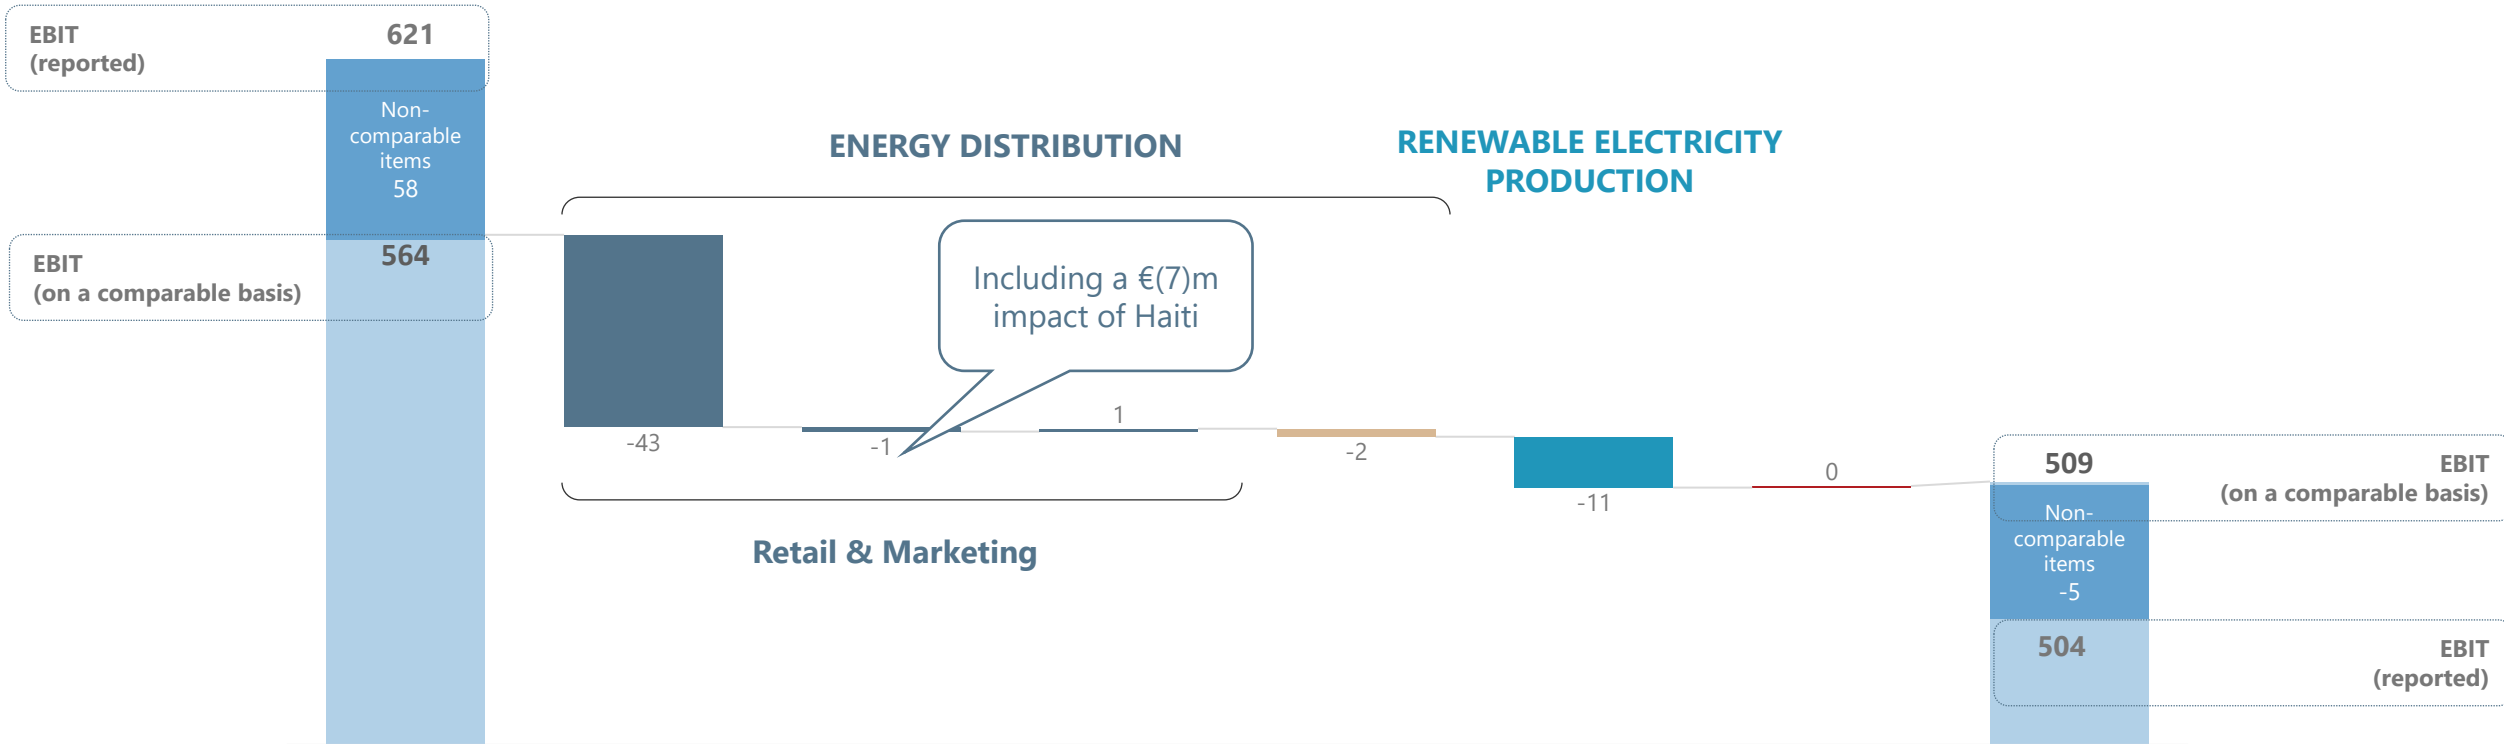 EBIT
(reported)
621
Non-
comparable
items
58
EBIT
(on a comparable basis)
564
ENERGY DISTRIBUTION
RENEWABLE ELECTRICITY
PRODUCTION
Including a €(7)m
impact of Haiti
-43
-1
1
-2
-11
0
Retail & Marketing
509
EBIT
(on a comparable basis)
Non-
comparable
items
-5
504
EBIT
(reported)